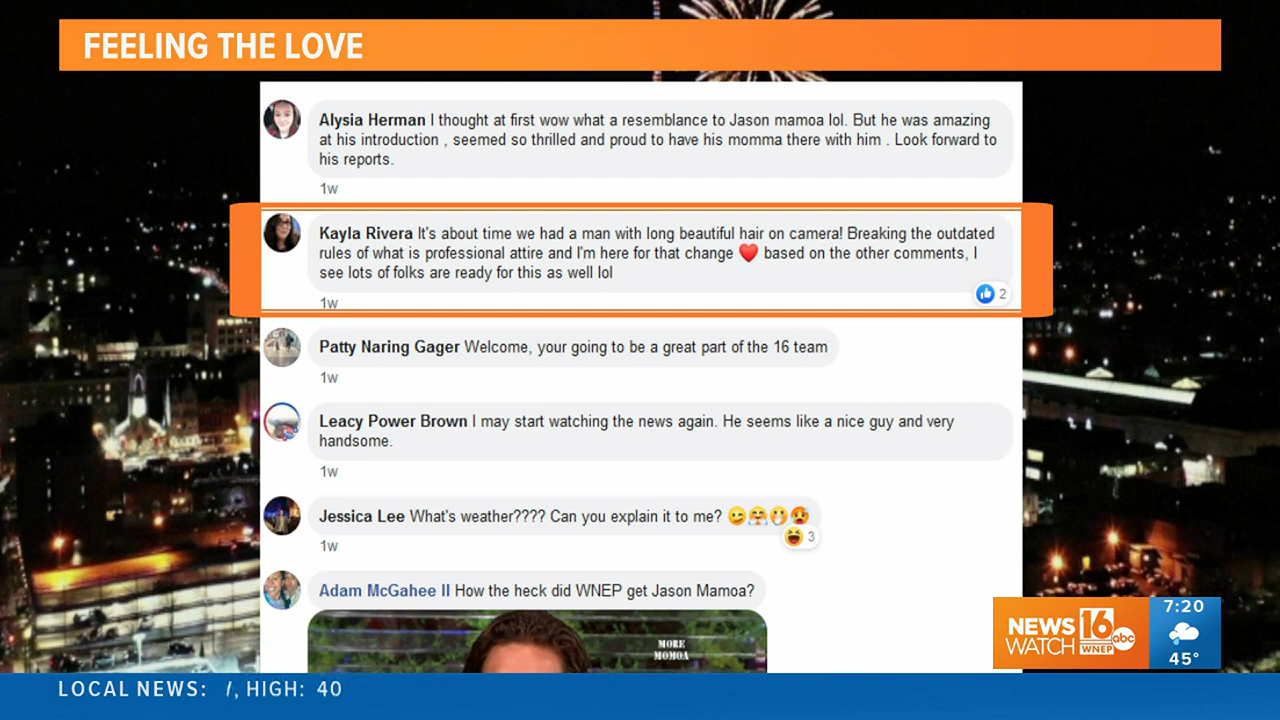 FEELING THE LOVE
Alysia Herman I thought at first wow what a resemblance to Jason mamoa lol. But he was amazing
at his introduction , seemed so thrilled and proud to have his momma there with him . Look forward to
his reports.
1w
Kayla Rivera It's about time we had a man with long beautiful hair on camera! Breaking the outdated
rules of what is professional attire and I'm here for that change ❤️ based on the other comments, I
see lots of folks are ready for this as well lol
2
1w
Patty Naring Gager Welcome, your going to be a great part of the 16 team
1w
Leacy Power Brown I may start watching the news again. He seems like a nice guy and very
handsome.
1w
Jessica Lee What's weather???? Can you explain it to me? 😉🤗🤭🥵
3
1w
Adam McGahee II How the heck did WNEP get Jason Mamoa?
MORE
MOMOA
NEWS
WATCH
16
WNEP
abc
7:20
45°
LOCAL NEWS: /, HIGH: 40